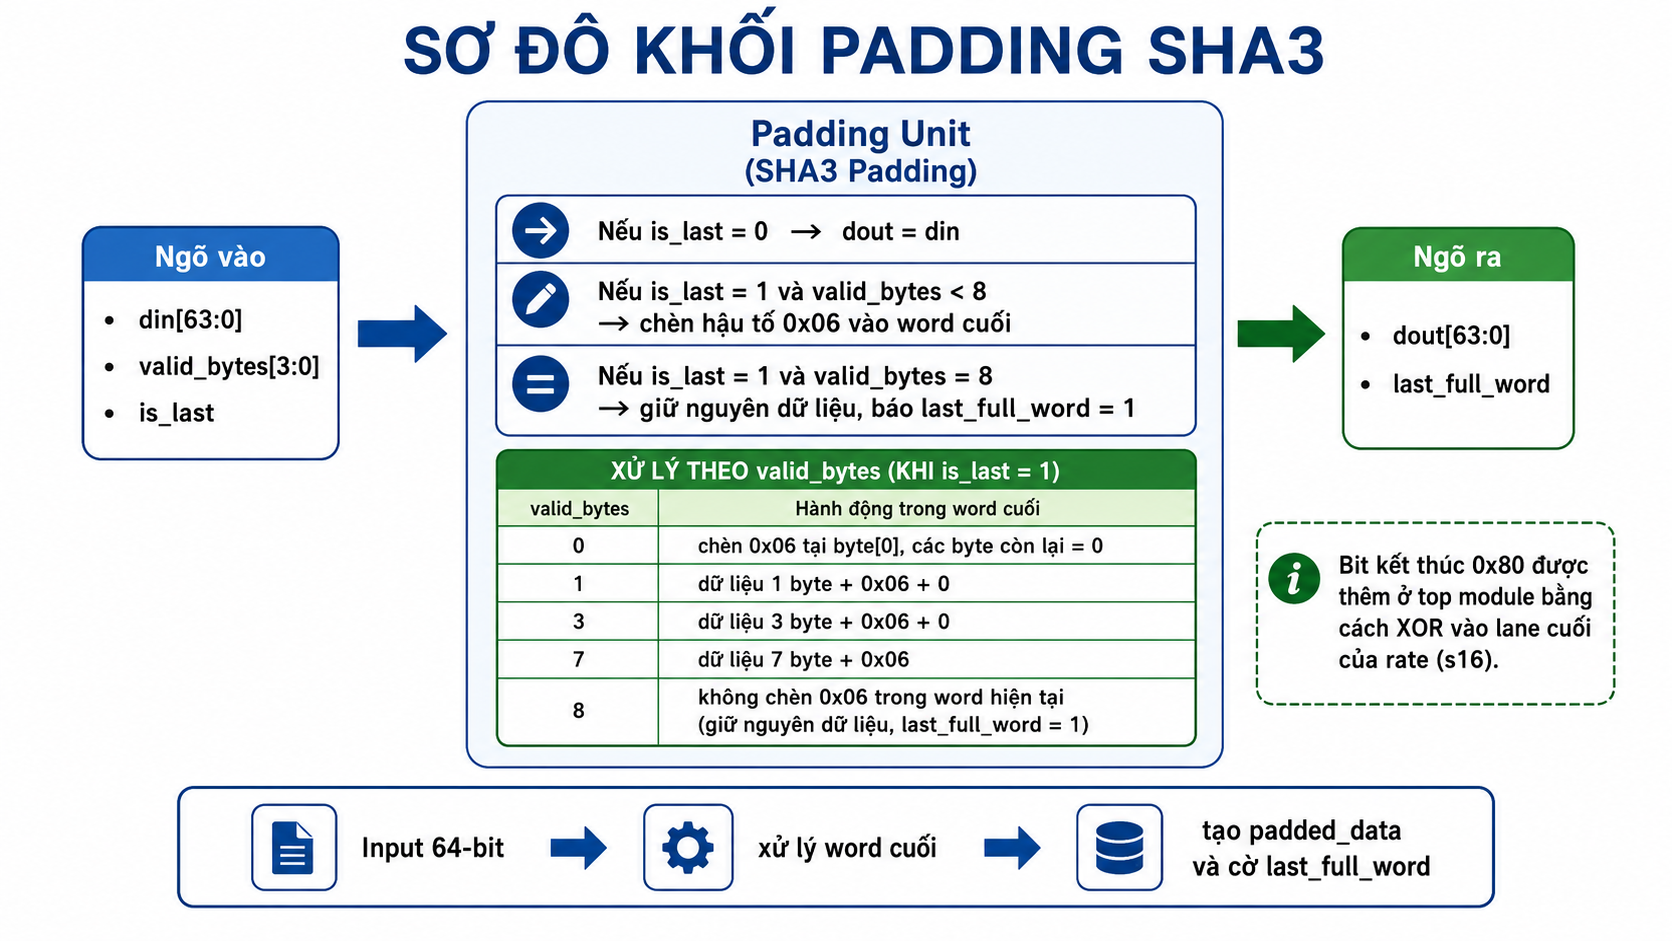 SƠ ĐÔ KHỐI PADDING SHA3
Padding Unit
(SHA3 Padding)
Ngõ vào
• din[63:0]
• valid_bytes[3:0]
• is_last
Nếu is_last = 0 → dout = din
Nếu is_last = 1 và valid_bytes < 8
→ chèn hậu tố 0x06 vào word cuối
Nếu is_last = 1 và valid_bytes = 8
→ giữ nguyên dữ liệu, báo last_full_word = 1
XỬ LÝ THEO valid_bytes (KHI is_last = 1)
valid_bytes Hành động trong word cuối
0 chèn 0x06 tại byte[0], các byte còn lại = 0
1 dữ liệu 1 byte + 0x06 + 0
3 dữ liệu 3 byte + 0x06 + 0
7 dữ liệu 7 byte + 0x06
8 không chèn 0x06 trong word hiện tại
(giữ nguyên dữ liệu, last_full_word = 1)
Ngõ ra
• dout[63:0]
• last_full_word
i
Bit kết thúc 0x80 được
thêm ở top module bằng
cách XOR vào lane cuối
của rate (s16).
Input 64-bit
xử lý word cuối
tạo padded_data
và cờ last_full_word